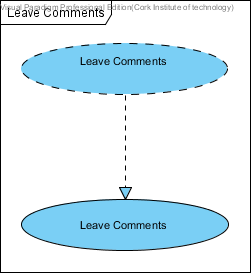 Visual Paradigm Professional Edition(Cork Institute of technology)
Leave Comments
Leave Comments
Leave Comments